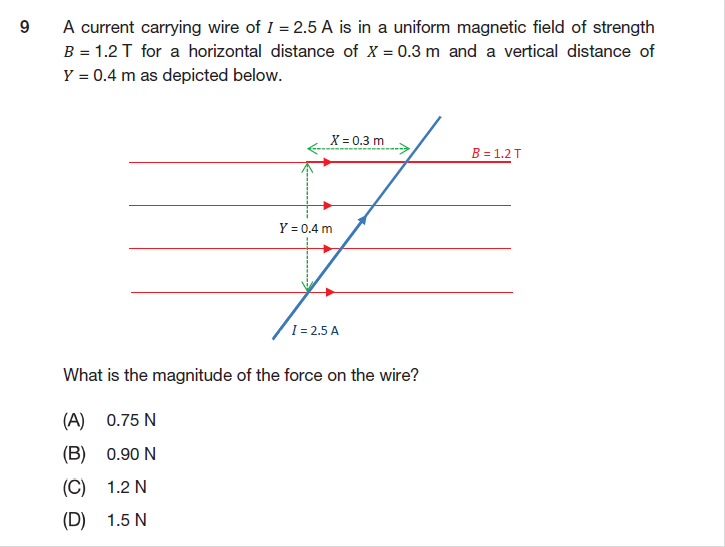 9 A current carrying wire of I = 2.5 A is in a uniform magnetic field of strength
B = 1.2 T for a horizontal distance of X = 0.3 m and a vertical distance of
Y = 0.4 m as depicted below.
X = 0.3 m
B = 1.2 T
Y = 0.4 m
I = 2.5 A
What is the magnitude of the force on the wire?
(A) 0.75 N
(B) 0.90 N
(C) 1.2 N
(D) 1.5 N